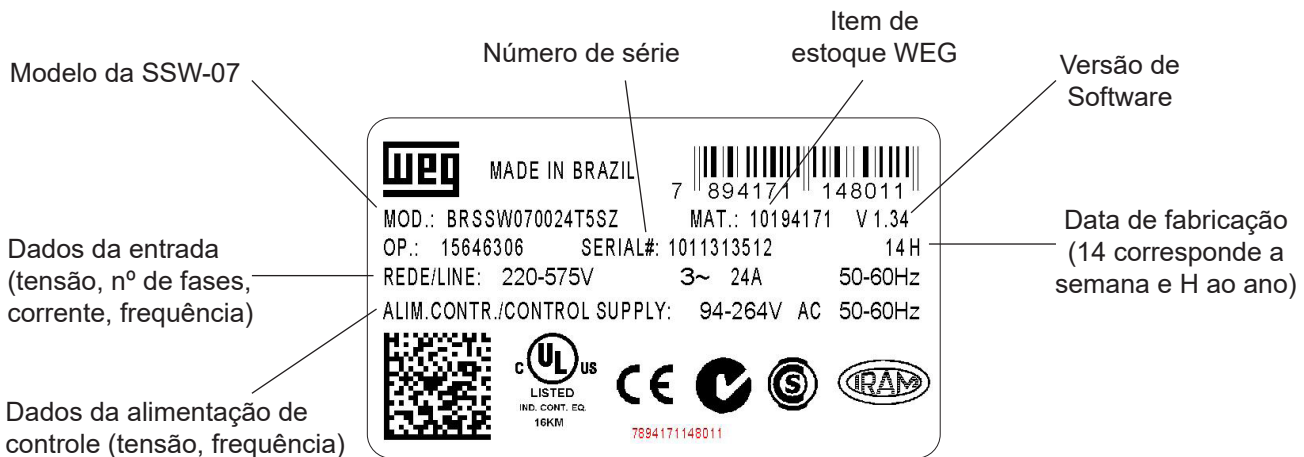 Modelo da SSW-07
Número de série
Item de
estoque WEG
Versão de
Software
weg MADE IN BRAZIL
7 894171 148011
MOD.: BRSSW070024T5SZ MAT.: 10194171 V 1.34
OP.: 15646306 SERIAL#: 1011313512 14 H
REDE/LINE: 220-575V 3~ 24A 50-60Hz
ALIM.CONTR./CONTROL SUPPLY: 94-264V AC 50-60Hz
Dados da entrada
(tensão, nº de fases,
corrente, frequência)
Data de fabricação
(14 corresponde a
semana e H ao ano)
Dados da alimentação de
controle (tensão, frequência)
C UL US
LISTED
IND. CONT. EQ.
16KM
CE
S
IRAM
7894171148011